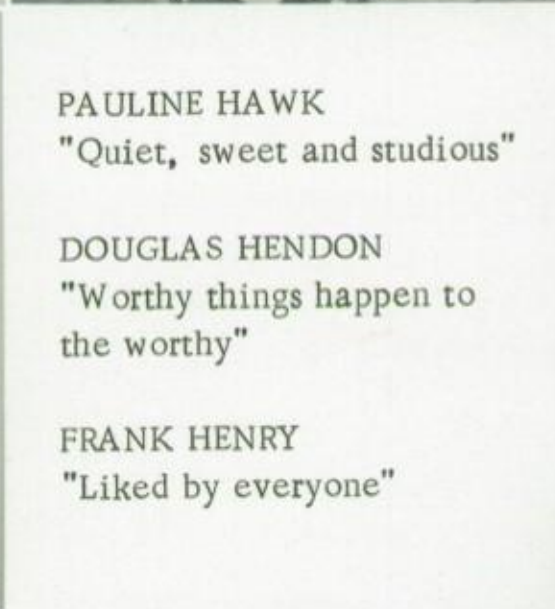 PAULINE HAWK
"Quiet, sweet and studious"
DOUGLAS HENDON
"Worthy things happen to
the worthy"
FRANK HENRY
"Liked by everyone"